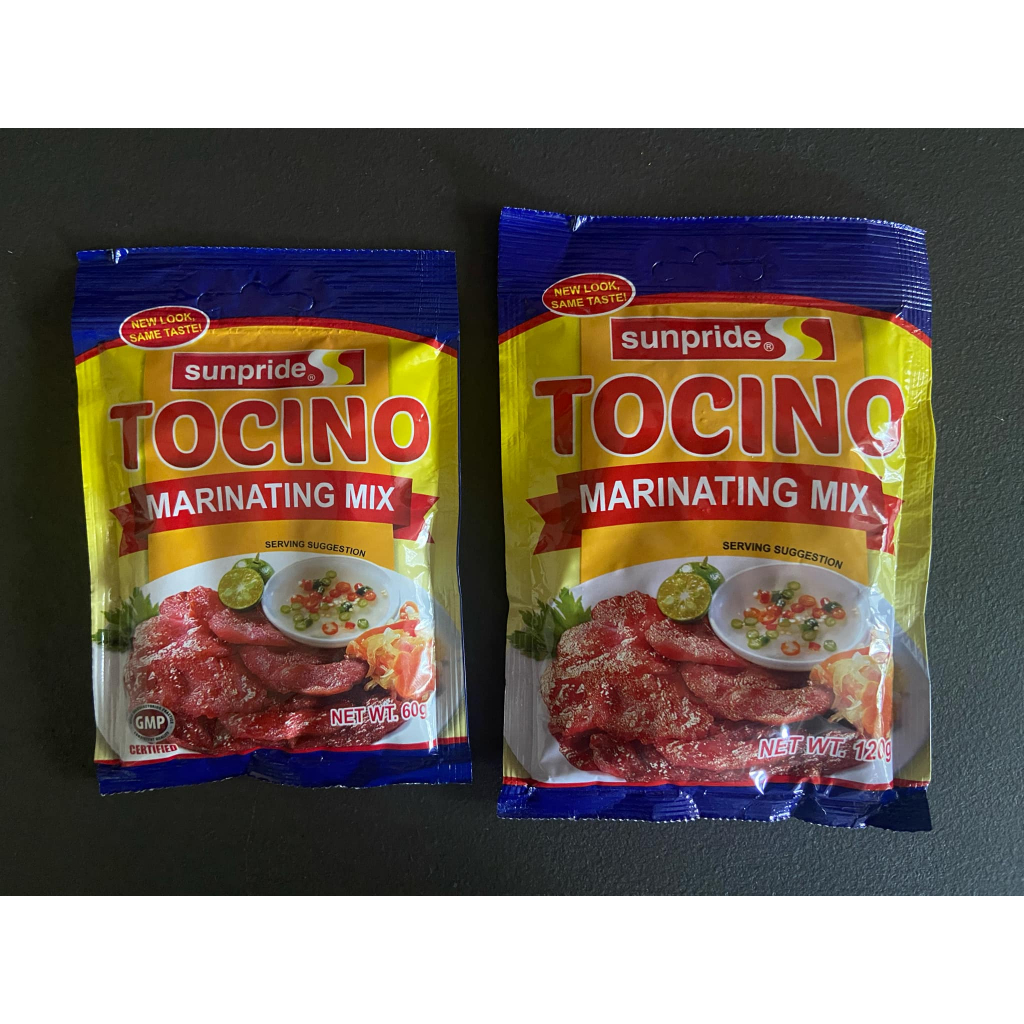 NEW LOOK,
SAME TASTE!
sunpride®
TOCINO
MARINATING MIX
SERVING SUGGESTION
GMP
CERTIFIED
NET WT. 60g
NEW LOOK,
SAME TASTE!
sunpride®
TOCINO
MARINATING MIX
SERVING SUGGESTION
NET WT. 120g